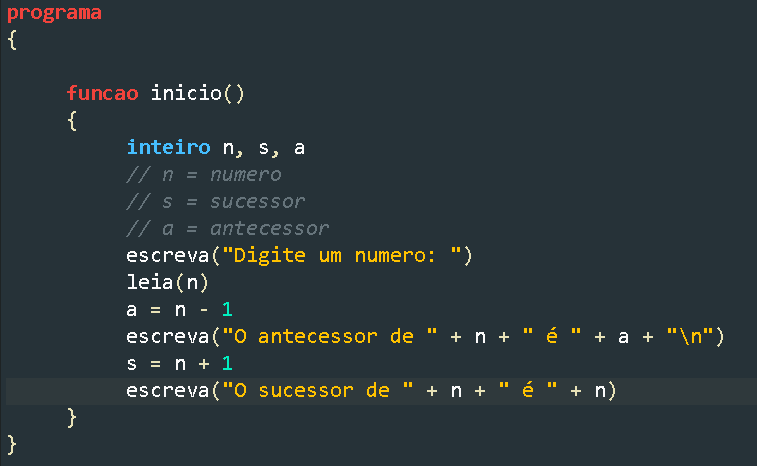 programa
{
funcao inicio()
{
inteiro n, s, a
// n = numero
// s = sucessor
// a = antecessor
escreva("Digite um numero: ")
leia(n)
a = n - 1
escreva("O antecessor de " + n + " é " + a + "\n")
s = n + 1
escreva("O sucessor de " + n + " é " + n)
}
}